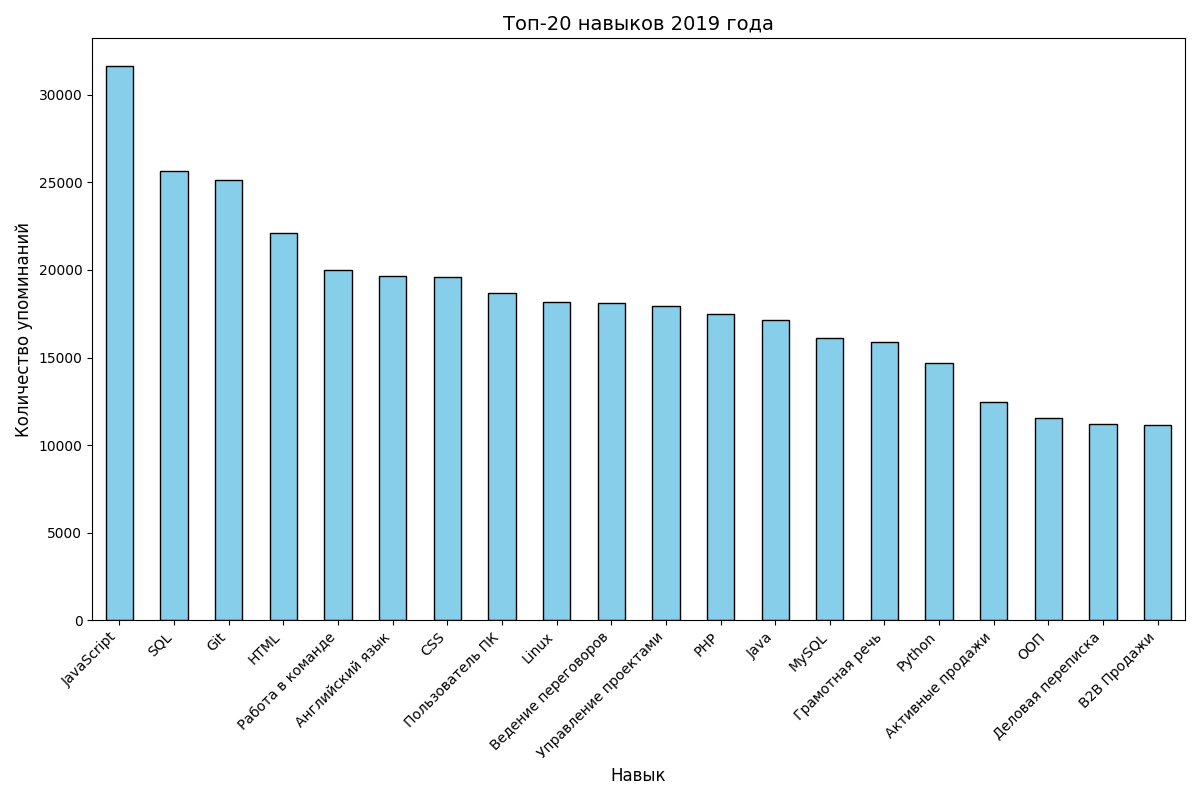 Топ-20 навыков 2019 года
Количество упоминаний
30000
25000
20000
15000
10000
5000
0
JavaScript
SQL
Git
HTML
Работа в команде
Английский язык
CSS
Пользователь ПК
Linux
Ведение переговоров
Управление проектами
PHP
Java
MySQL
Грамотная речь
Python
Активные продажи
ООП
Деловая переписка
B2B Продажи
Навык